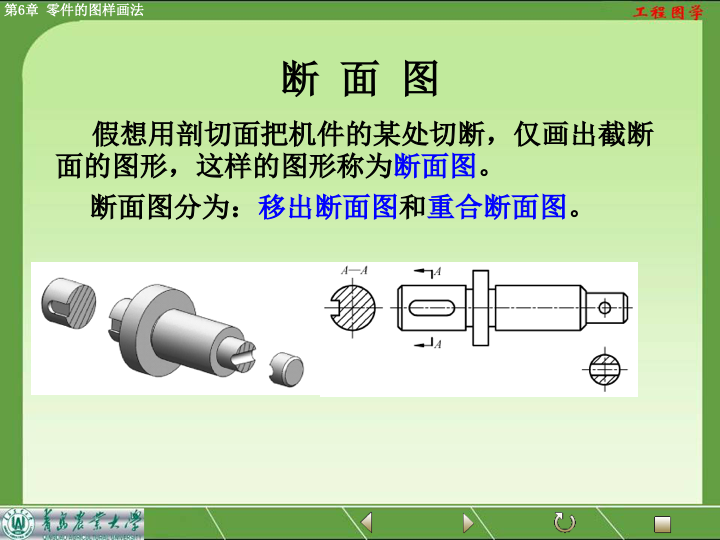 第6章 零件的图样画法
工程图学
断 面 图
假想用剖切面把机件的某处切断，仅画出截断
面的图形，这样的图形称为断面图。
断面图分为：移出断面图和重合断面图。
A—A
A
A
青岛农业大学